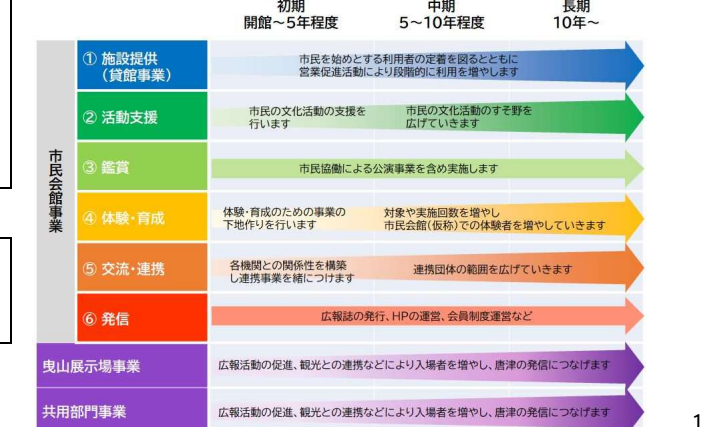 初期
開館～5年程度
中期
5～10年程度
長期
10年～
市民会館事業
① 施設提供
（貸館事業）
市民を始めとする利用者の定着を図るとともに
営業促進活動により段階的に利用を増やします
② 活動支援
市民の文化活動の支援を
行います
市民の文化活動のすそ野を
広げていきます
③ 鑑賞
市民協働による公演事業を含め実施します
④ 体験・育成
体験・育成のための事業の
下地作りを行います
対象や実施回数を増やし
市民会館(仮称)での体験者を増やしていきます
⑤ 交流・連携
各機関との関係性を構築
し連携事業を緒につけます
連携団体の範囲を広げていきます
⑥ 発信
広報誌の発行、HPの運営、会員制度運営など
曳山展示場事業
広報活動の促進、観光との連携などにより入場者を増やし、唐津の発信につなげます
共用部門事業
広報活動の促進、観光との連携などにより入場者を増やし、唐津の発信につなげます
1